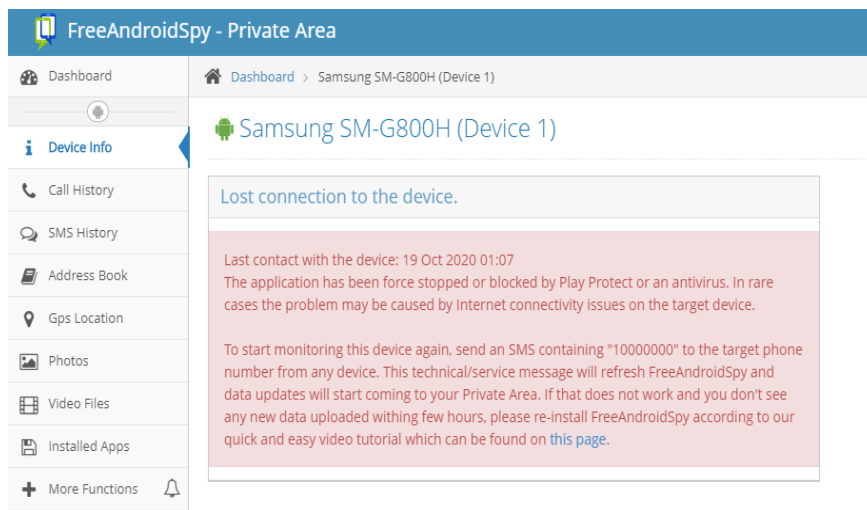 FreeAndroidSpy - Private Area
Dashboard
Dashboard > Samsung SM-G800H (Device 1)
Samsung SM-G800H (Device 1)
Device Info
Call History
SMS History
Address Book
Gps Location
Photos
Video Files
Installed Apps
More Functions
Lost connection to the device.
Last contact with the device: 19 Oct 2020 01:07
The application has been force stopped or blocked by Play Protect or an antivirus. In rare
cases the problem may be caused by Internet connectivity issues on the target device.
To start monitoring this device again, send an SMS containing "10000000" to the target phone
number from any device. This technical/service message will refresh FreeAndroidSpy and
data updates will start coming to your Private Area. If that does not work and you don't see
any new data uploaded withing few hours, please re-install FreeAndroidSpy according to our
quick and easy video tutorial which can be found on this page.